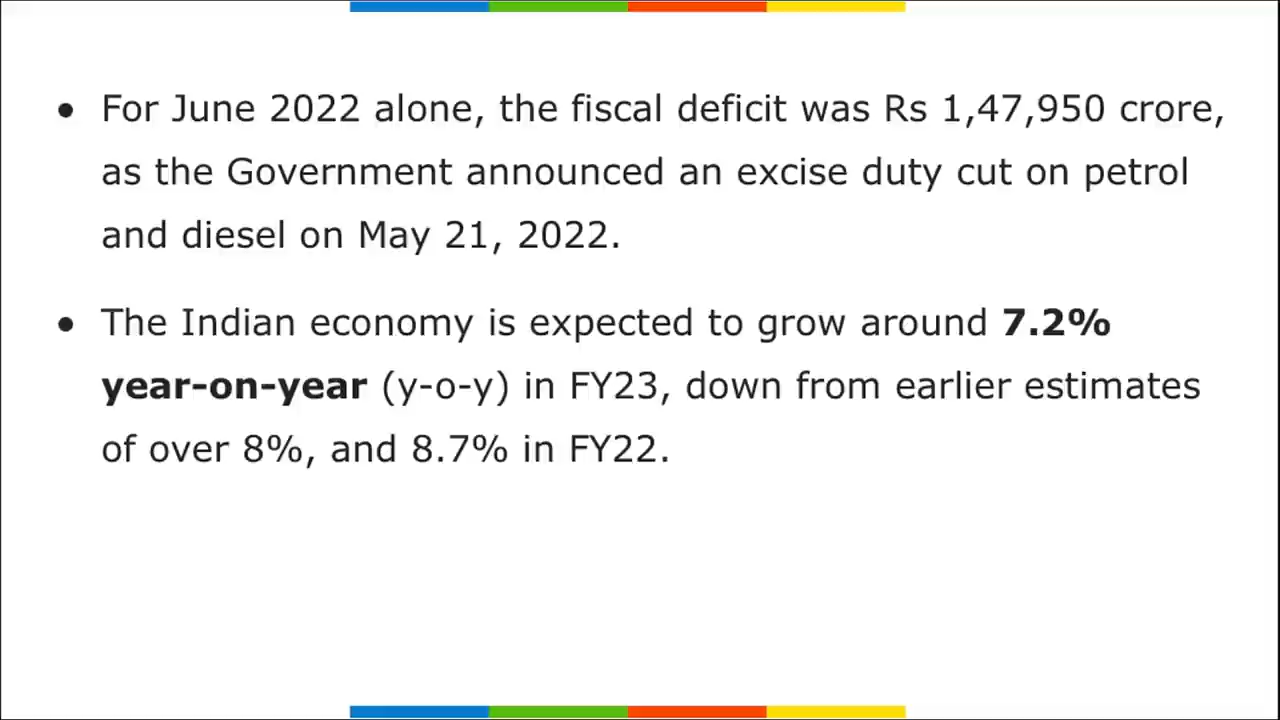 • For June 2022 alone, the fiscal deficit was Rs 1,47,950 crore,
as the Government announced an excise duty cut on petrol
and diesel on May 21, 2022.
• The Indian economy is expected to grow around 7.2%
year-on-year (y-o-y) in FY23, down from earlier estimates
of over 8%, and 8.7% in FY22.